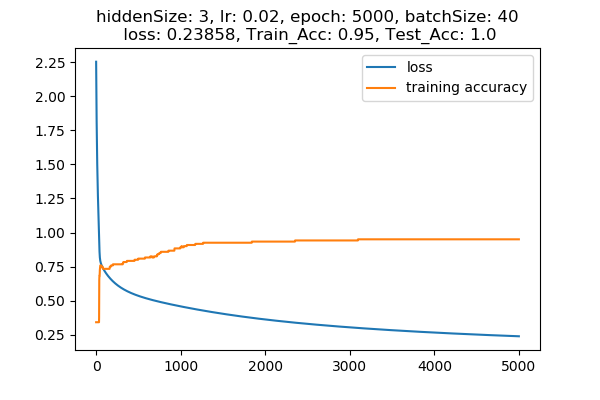 hiddenSize: 3, lr: 0.02, epoch: 5000, batchSize: 40
loss: 0.23858, Train_Acc: 0.95, Test_Acc: 1.0
loss
training accuracy
2.25
2.00
1.75
1.50
1.25
1.00
0.75
0.50
0.25
0 1000 2000 3000 4000 5000